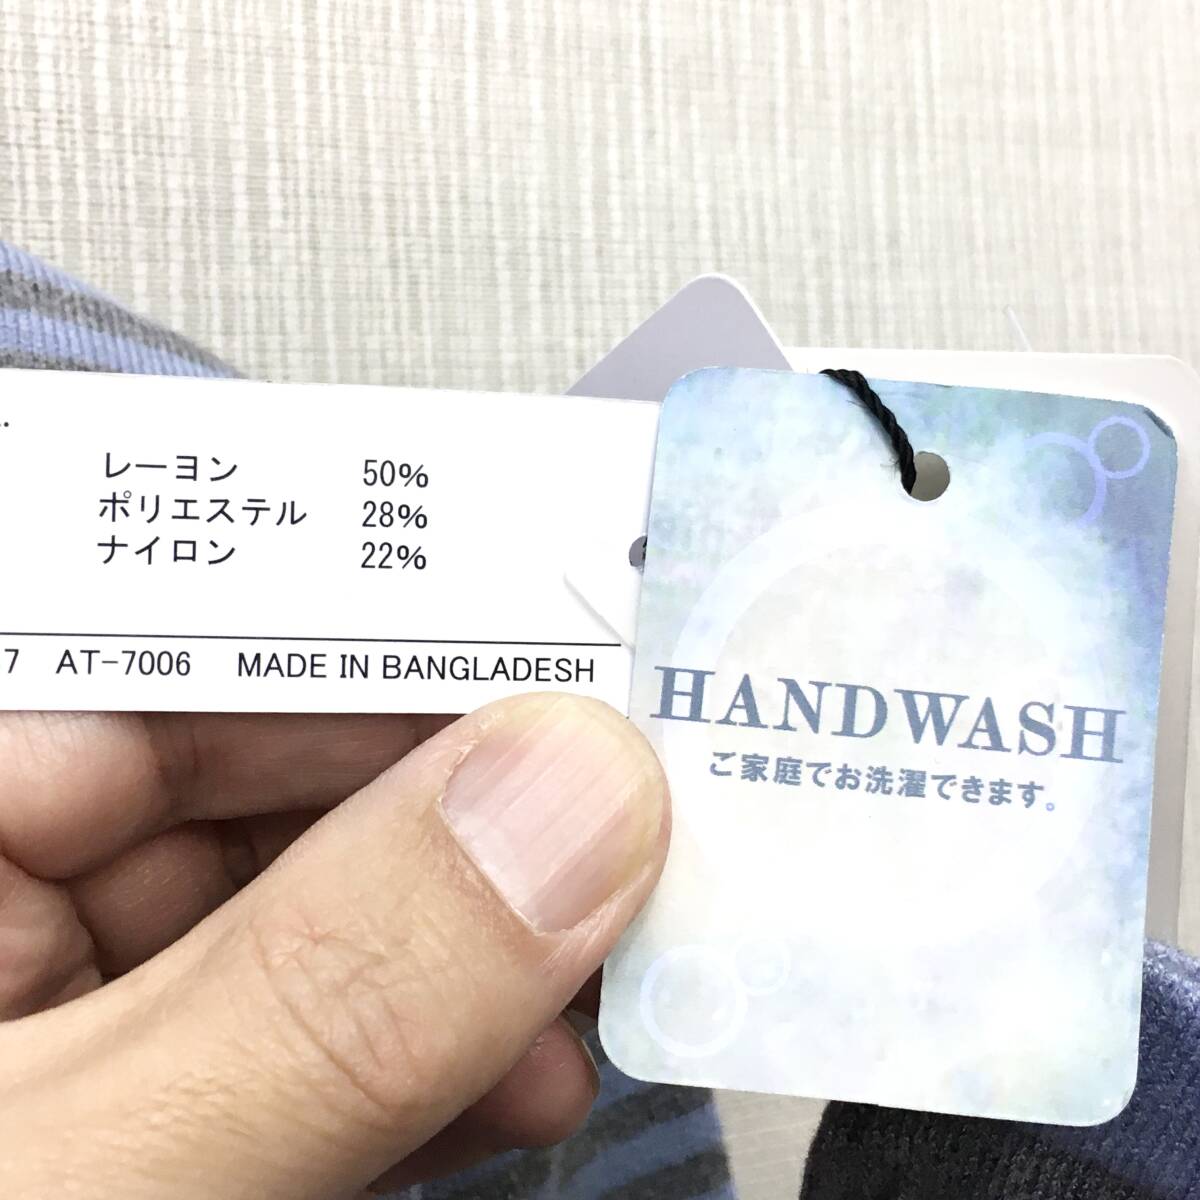 レーヨン 50%
ポリエステル 28%
ナイロン 22%
7 AT-7006 MADE IN BANGLADESH
HANDWASH
ご家庭でお洗濯できます。